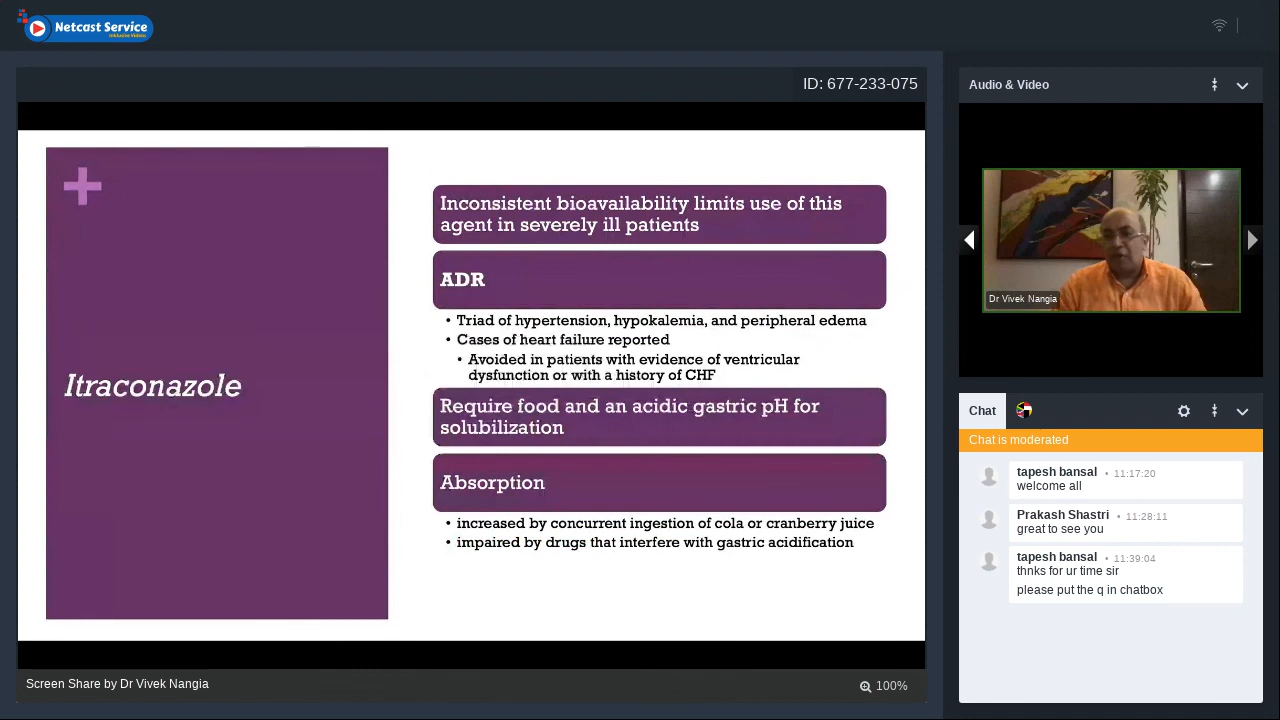 Netcast Service
ID: 677-233-075
Itraconazole
Inconsistent bioavailability limits use of this
agent in severely ill patients
ADR
• Triad of hypertension, hypokalemia, and peripheral edema
• Cases of heart failure reported
• Avoided in patients with evidence of ventricular
dysfunction or with a history of CHF
Require food and an acidic gastric pH for
solubilization
Absorption
• increased by concurrent ingestion of cola or cranberry juice
• impaired by drugs that interfere with gastric acidification
Screen Share by Dr Vivek Nangia
100%
Audio & Video
Dr Vivek Nangia
Chat
Chat is moderated
tapesh bansal • 11:17:20
welcome all
Prakash Shastri • 11:28:11
great to see you
tapesh bansal • 11:39:04
thnks for ur time sir
please put the q in chatbox